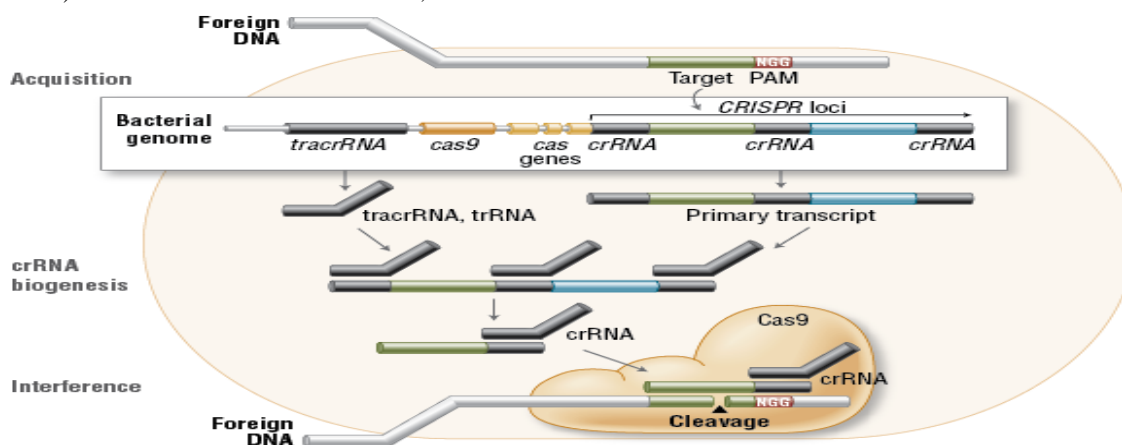 Foreign
DNA
NGG
Acquisition
Target PAM
CRISPR loci
Bacterial
genome
tracrRNA cas9 cas
genes crRNA crRNA crRNA
tracrRNA, trRNA
Primary transcript
crRNA
biogenesis
Cas9
crRNA
crRNA
Interference
NGG
Cleavage
Foreign
DNA